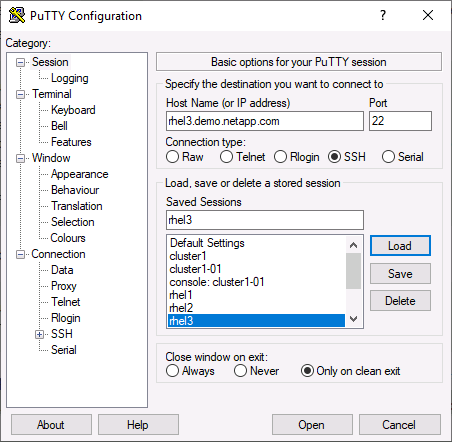 PuTTY Configuration
?
Category:
Session
Logging
Terminal
Keyboard
Bell
Features
Window
Appearance
Behaviour
Translation
Selection
Colours
Connection
Data
Proxy
Telnet
Rlogin
SSH
Serial
Basic options for your PuTTY session
Specify the destination you want to connect to
Host Name (or IP address) Port
rhel3.demo.netapp.com 22
Connection type:
Raw Telnet Rlogin SSH Serial
Load, save or delete a stored session
Saved Sessions
rhel3
Default Settings
cluster1
cluster1-01
console: cluster1-01
rhel1
rhel2
rhel3
Load
Save
Delete
Close window on exit:
Always Never Only on clean exit
About Help Open Cancel